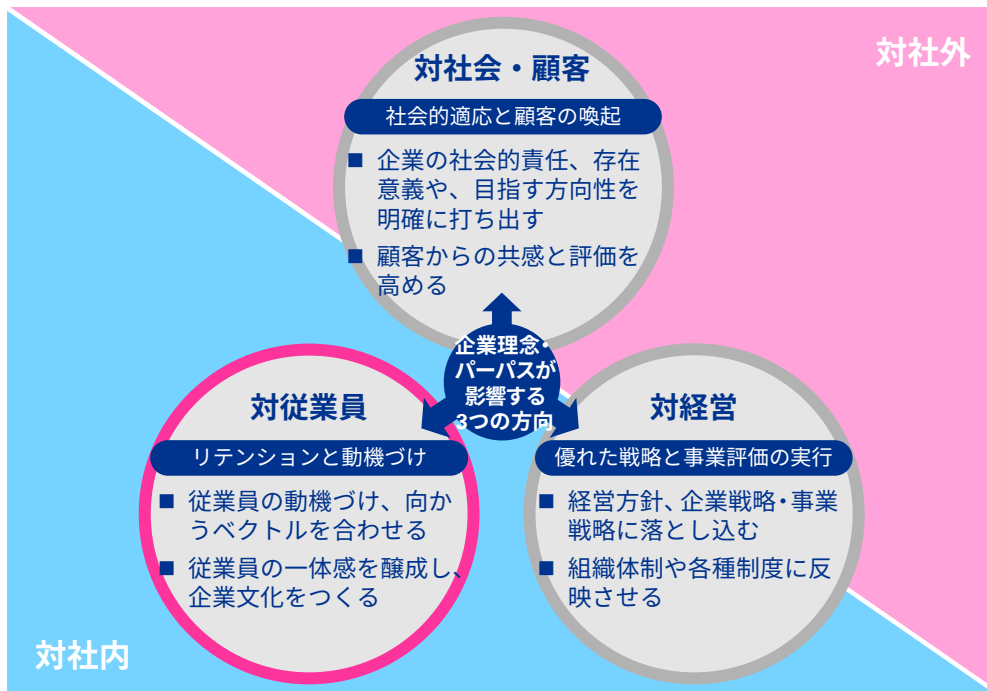 対社外
対社会・顧客
社会的適応と顧客の喚起
■ 企業の社会的責任、存在
意義や、目指す方向性を
明確に打ち出す
■ 顧客からの共感と評価を
高める
企業理念・
パーパスが
影響する
3つの方向
対従業員
リテンションと動機づけ
■ 従業員の動機づけ、向か
うベクトルを合わせる
■ 従業員の一体感を醸成し、
企業文化をつくる
対経営
優れた戦略と事業評価の実行
■ 経営方針、企業戦略・事業
戦略に落とし込む
■ 組織体制や各種制度に反
映させる
対社内